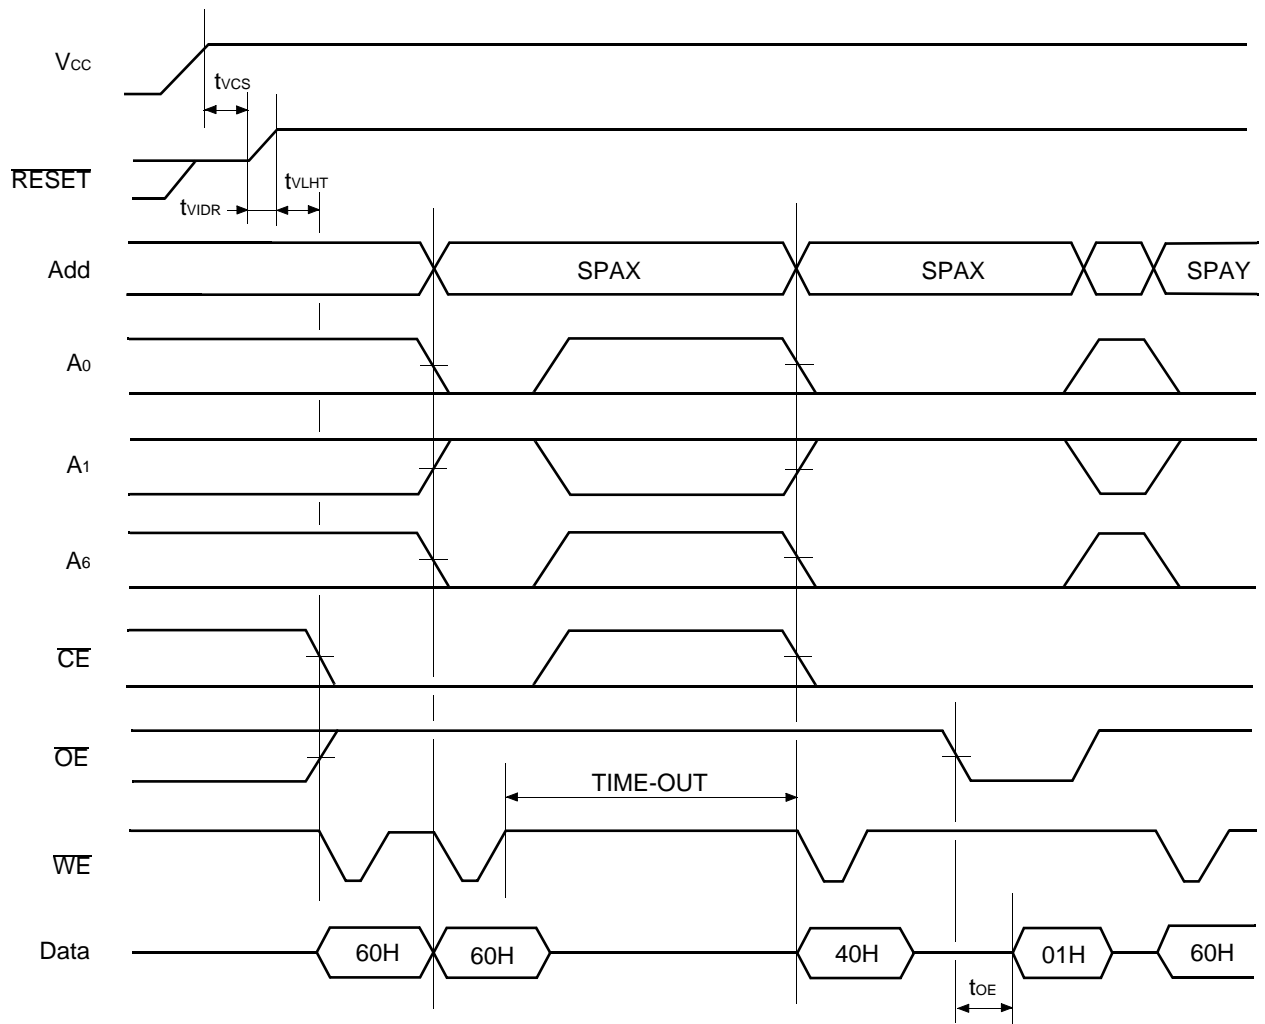 VCC
tVCS
RESET
tVLHT
tVIDR
Add
SPAX
SPAX
SPAY
A0
A1
A6
CE
OE
TIME-OUT
WE
Data
60H
60H
40H
01H
60H
tOE